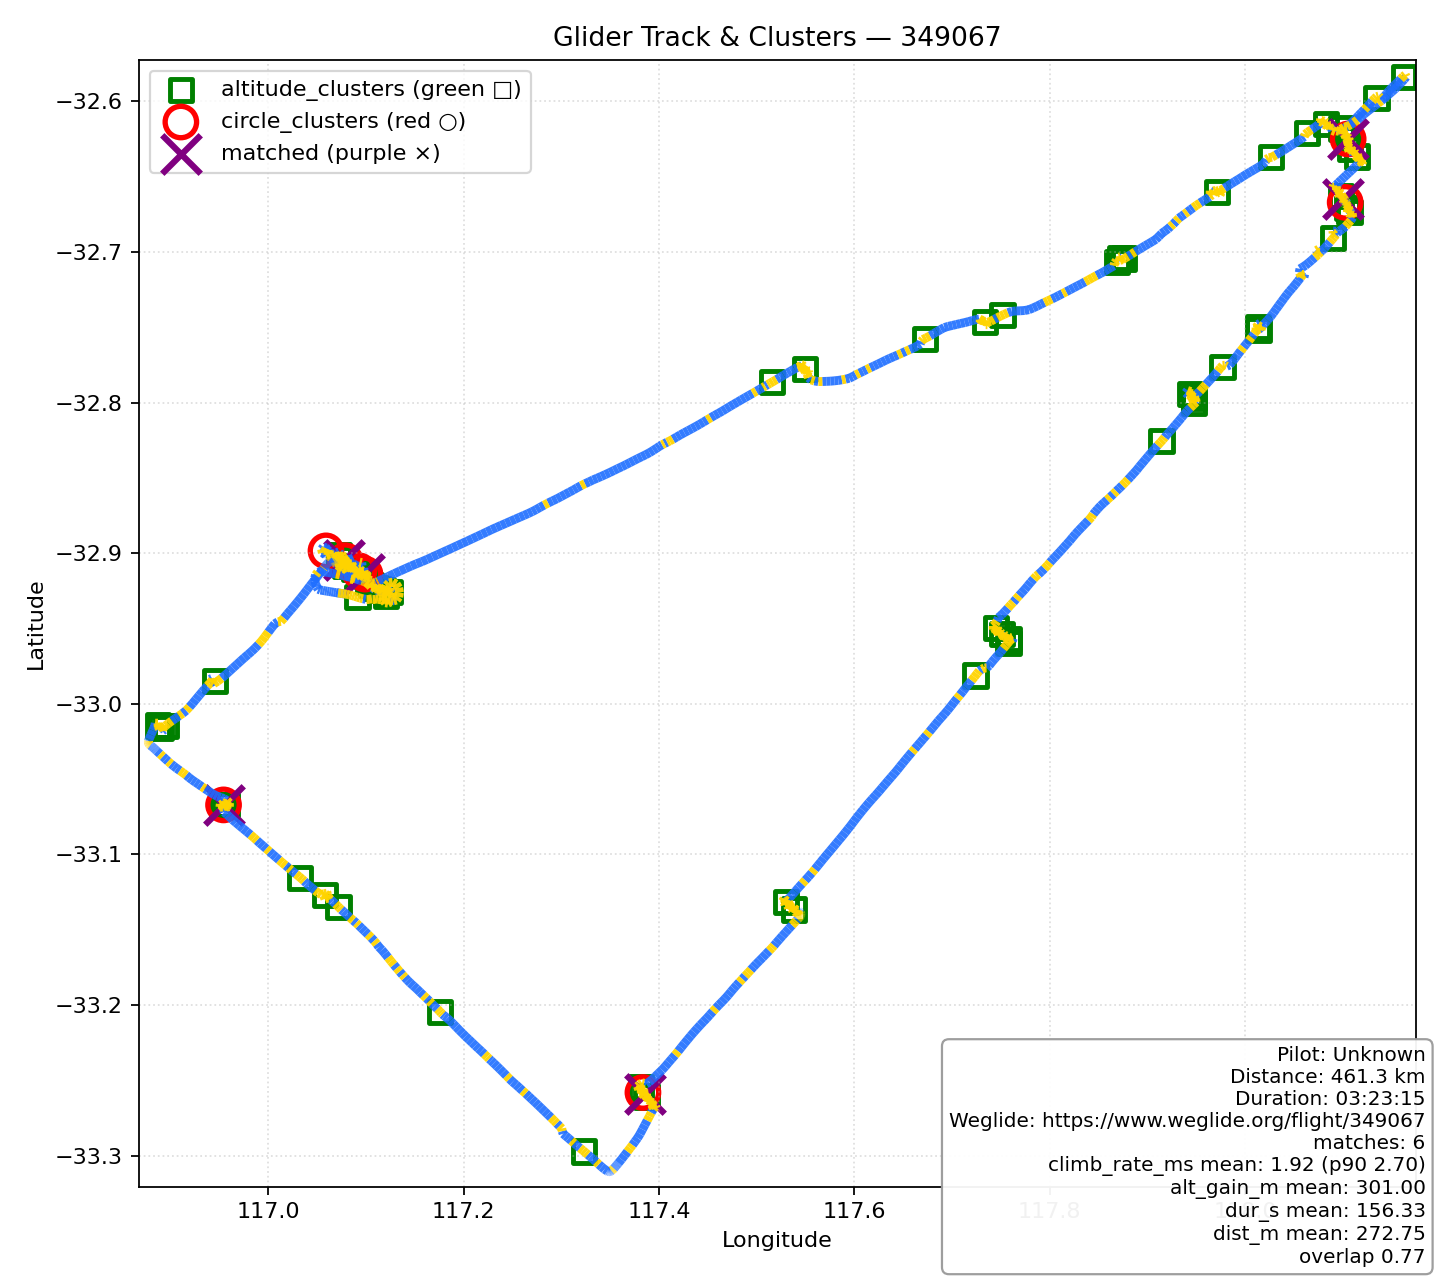 Glider Track & Clusters — 349067
altitude_clusters (green □)
circle_clusters (red ○)
matched (purple ×)
−32.6
−32.7
−32.8
−32.9
−33.0
−33.1
−33.2
−33.3
Latitude
117.0
117.2
117.4
117.6
117.8
Longitude
Pilot: Unknown
Distance: 461.3 km
Duration: 03:23:15
Weglide: https://www.weglide.org/flight/349067
matches: 6
climb_rate_ms mean: 1.92 (p90 2.70)
alt_gain_m mean: 301.00
dur_s mean: 156.33
dist_m mean: 272.75
overlap 0.77